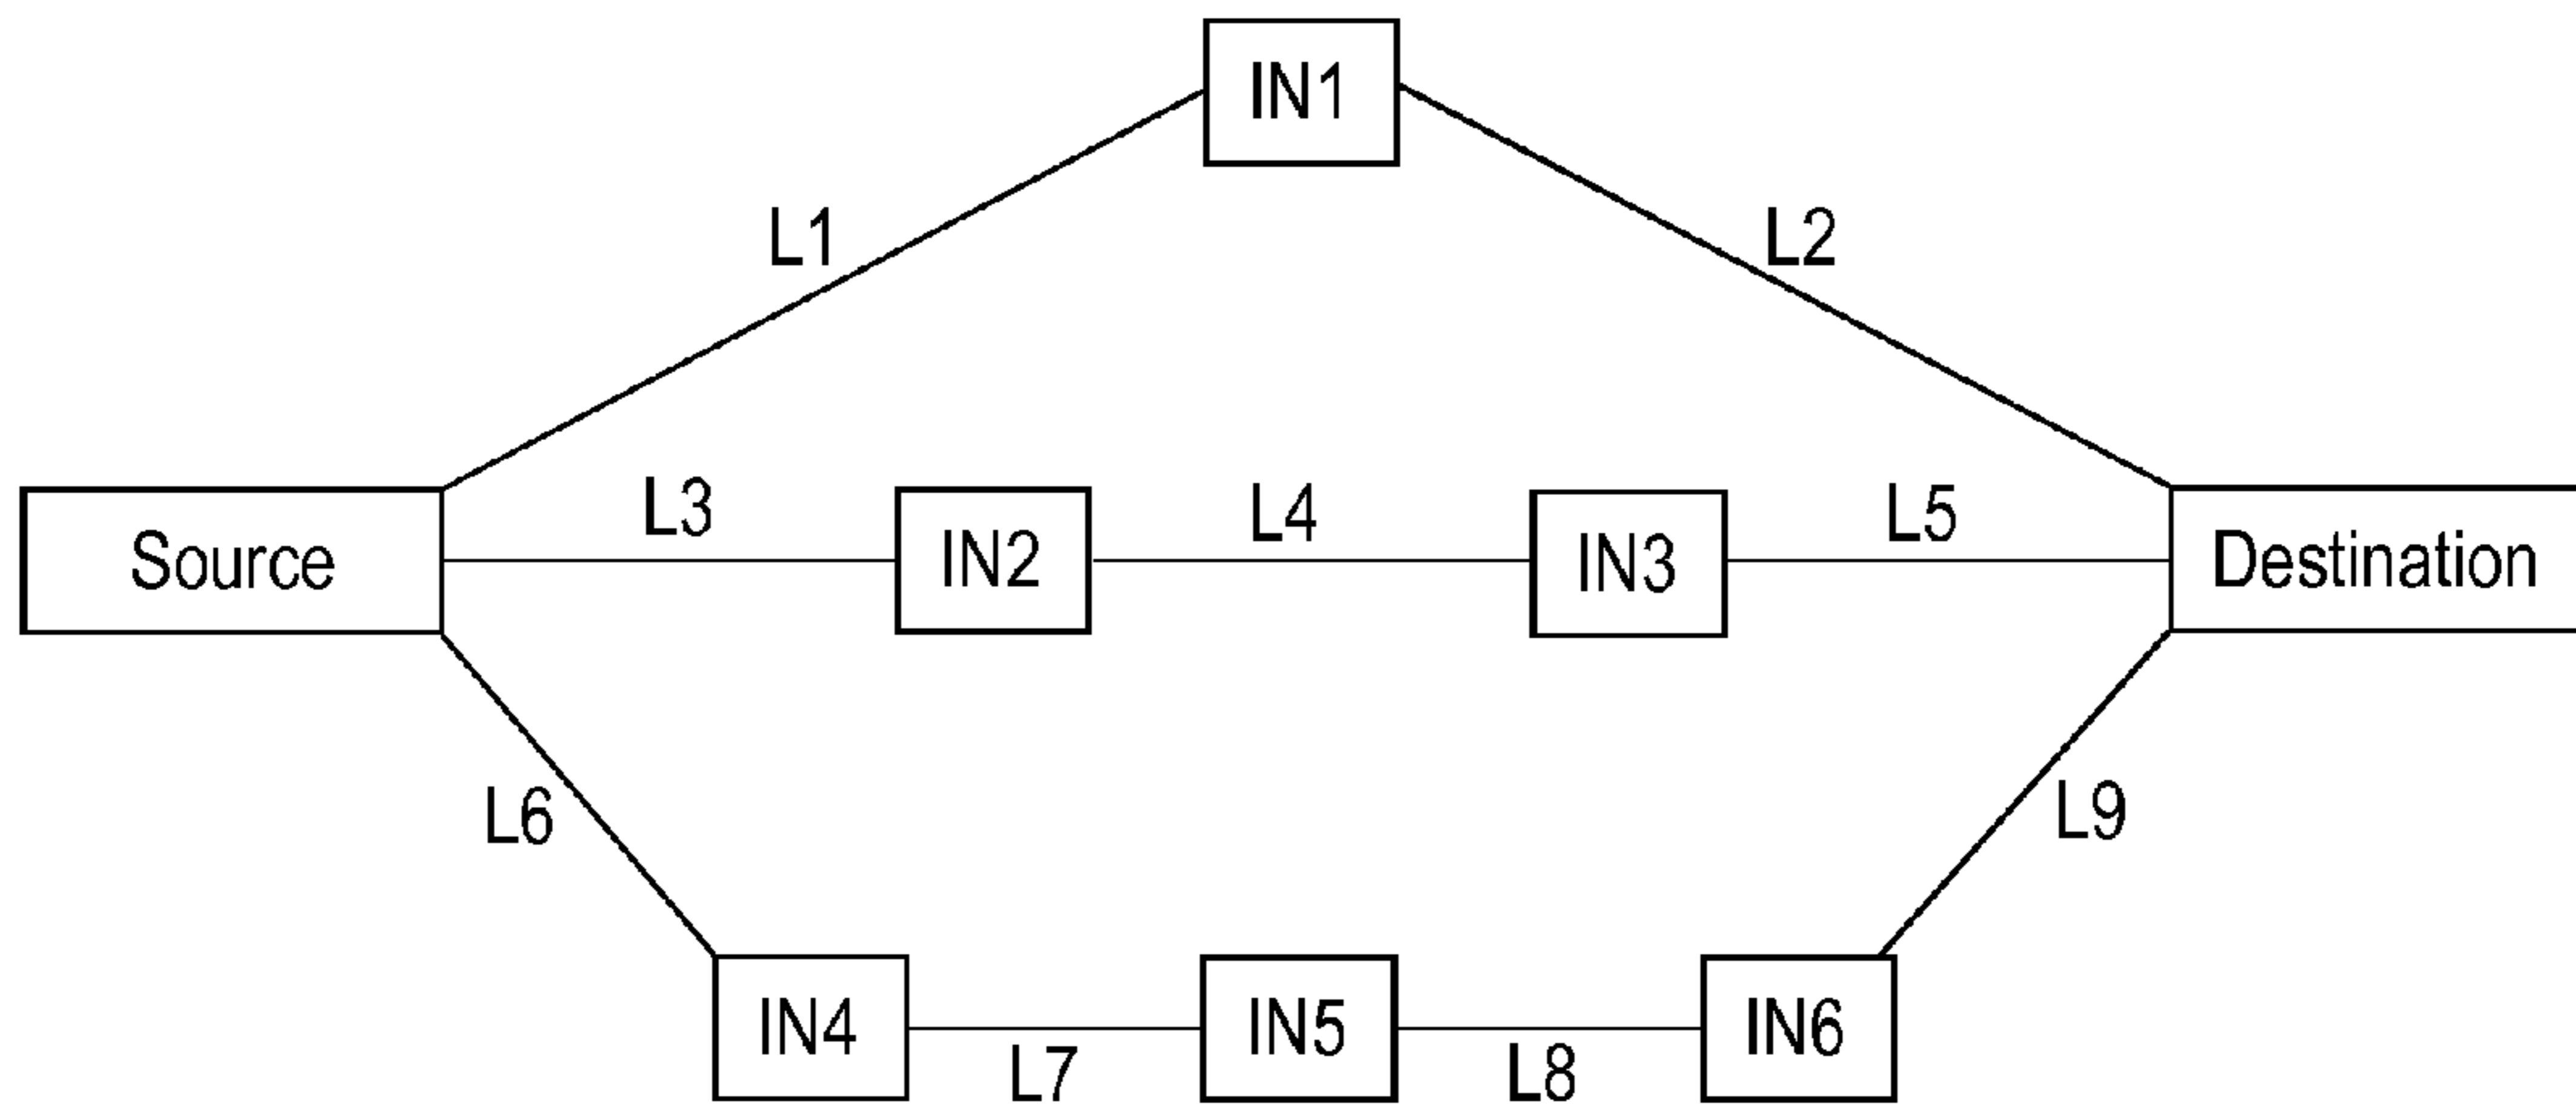 IN1
L1
L2
Source
L3
IN2
L4
IN3
L5
Destination
L6
L9
IN4
L7
IN5
L8
IN6